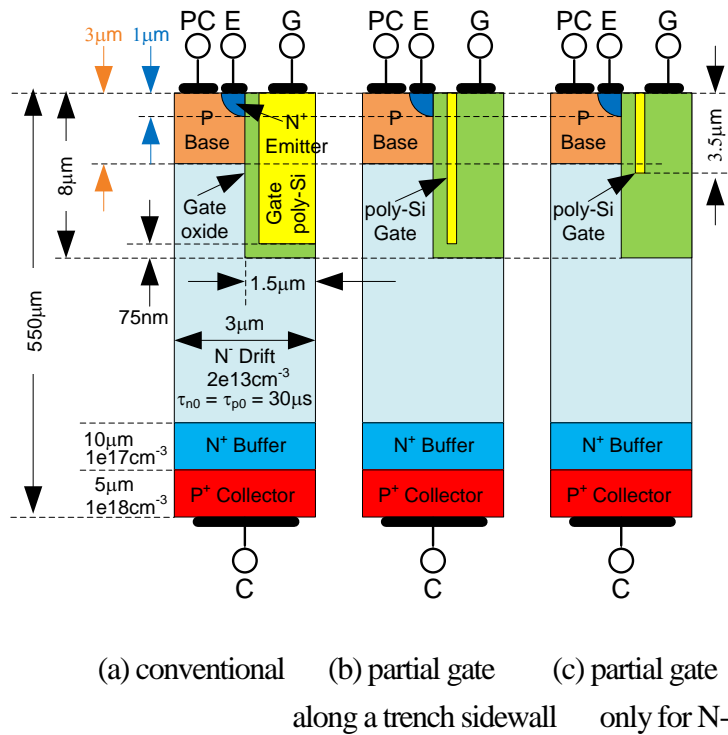 PC E G PC E G PC E G
3μm 1μm
P Base
N+ Emitter
Gate oxide
Gate poly-Si
8μm
550μm
75nm
1.5μm
3μm
N- Drift
2e13cm-3
τn0 = τp0 = 30μs
10μm
1e17cm-3
N+ Buffer
5μm
1e18cm-3
P+ Collector
C
P Base
poly-Si Gate
N+ Buffer
P+ Collector
C
P Base
poly-Si Gate
3.5μm
N+ Buffer
P+ Collector
C
(a) conventional (b) partial gate (c) partial gate
along a trench sidewall only for N-